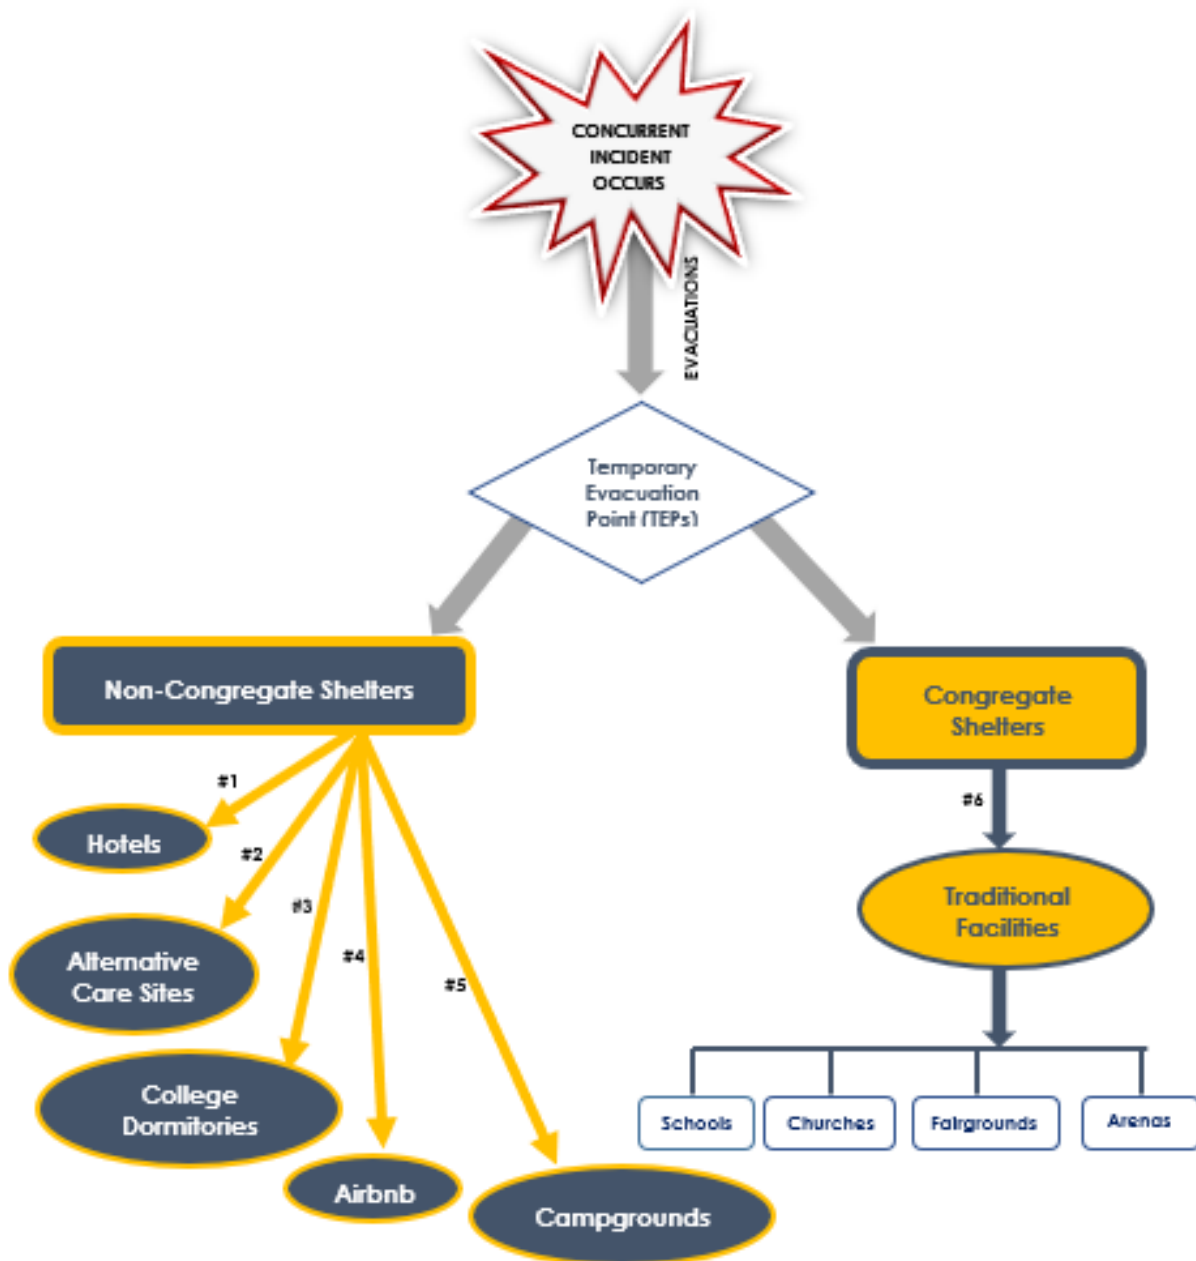 CONCURRENT
INCIDENT
OCCURS
EVACUATIONS
Temporary
Evacuation
Point (TEPs)
Non-Congregate Shelters
Congregate
Shelters
#1
#6
Hotels
#2
Traditional
Facilities
#3
Alternative
Care Sites
#4
#5
College
Dormitories
Schools
Churches
Fairgrounds
Arenas
Airbnb
Campgrounds